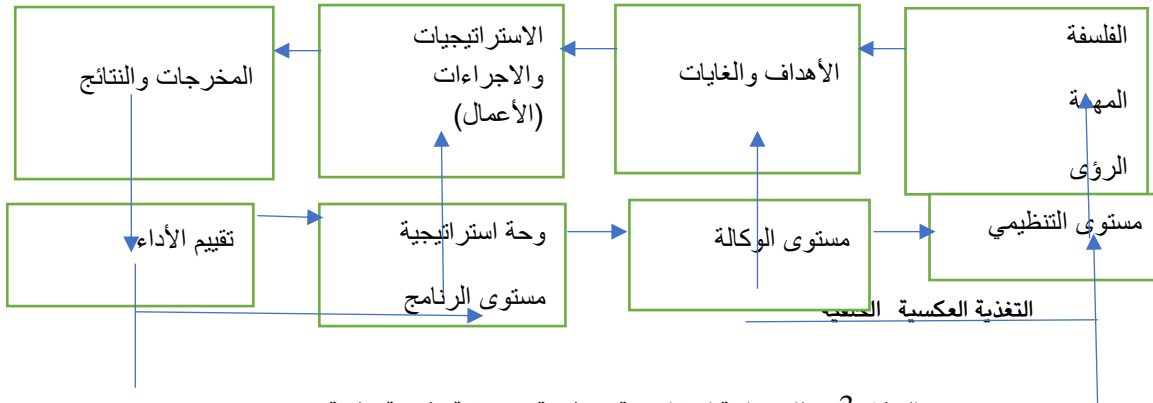 الفلسفة
المهمة
الرؤى
الأهداف والغايات
الاستراتيجيات
والاجراءات
(الأعمال)
المخرجات والنتائج
مستوى التنظيمي
مستوى الوكالة
وحة استراتيجية
مستوى الرنامج
تقييم الأداء
التغذية العكسية
3